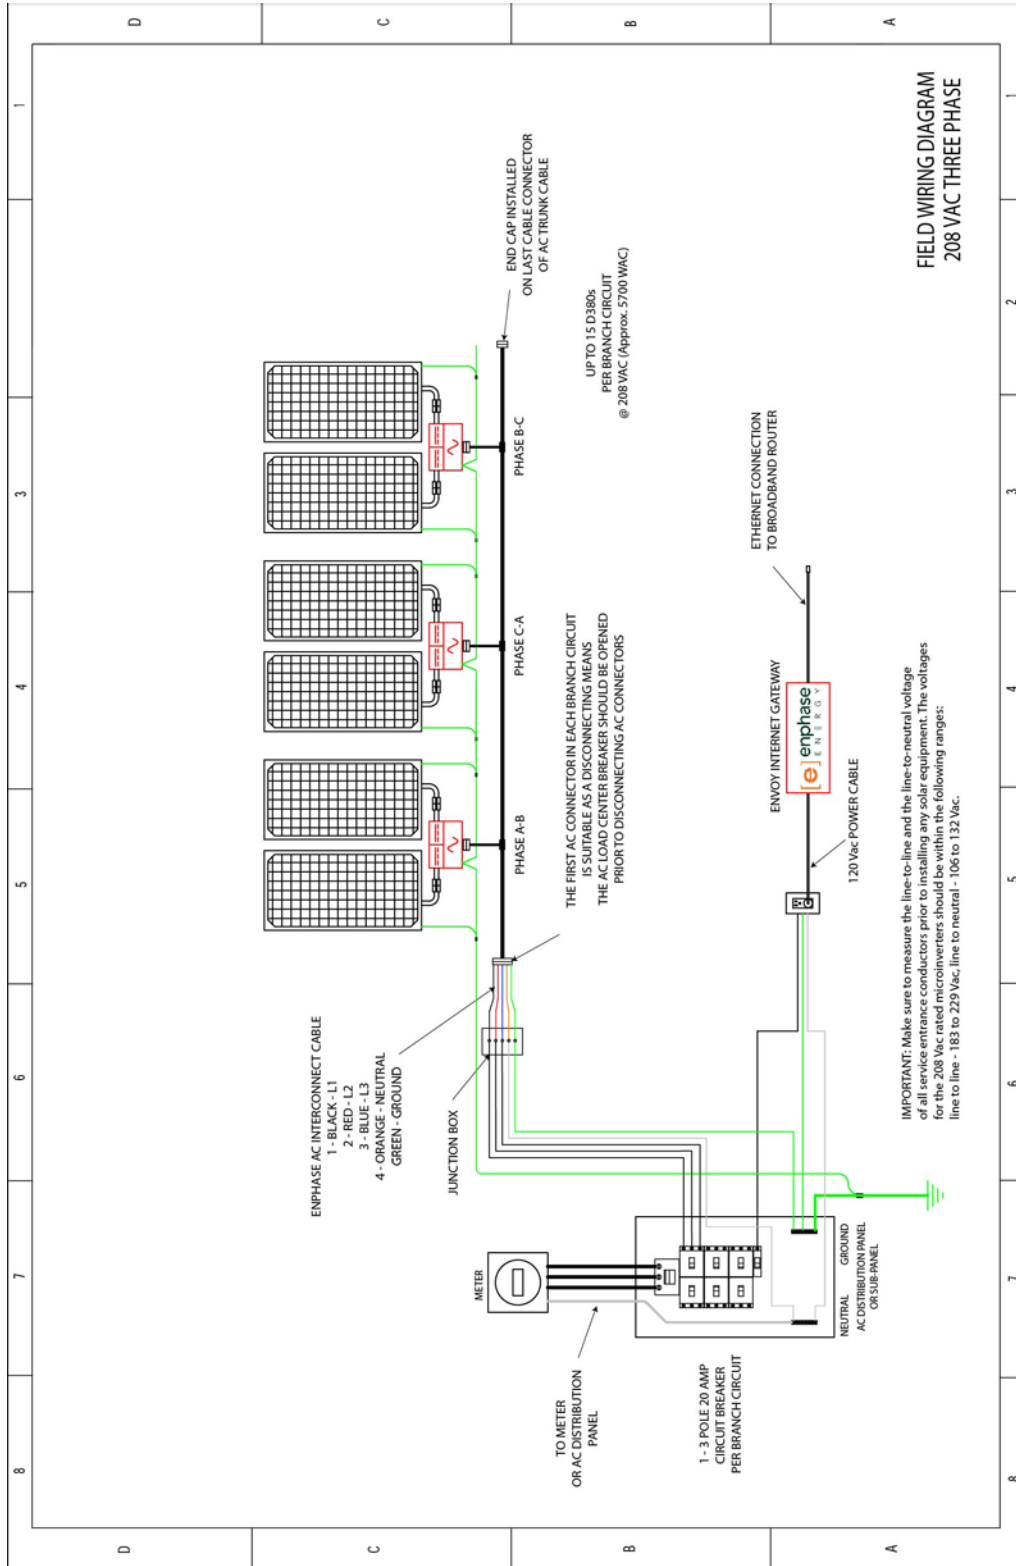 D
C
B
A
1
2
3
4
5
6
7
8
END CAP INSTALLED
ON LAST CABLE CONNECTOR
OF AC TRUNK CABLE
UP TO 15 D380s
PER BRANCH CIRCUIT
@ 208 VAC (Approx. 5700 WAC)
PHASE A-B
PHASE C-A
PHASE B-C
ENPHASE AC INTERCONNECT CABLE
1 - BLACK - L1
2 - RED - L2
3 - BLUE - L3
4 - ORANGE - NEUTRAL
GREEN - GROUND
JUNCTION BOX
THE FIRST AC CONNECTOR IN EACH BRANCH CIRCUIT
IS SUITABLE AS A DISCONNECTING MEANS
THE AC LOAD CENTER BREAKER SHOULD BE OPENED
PRIOR TO DISCONNECTING AC CONNECTORS
METER
TO METER
OR AC DISTRIBUTION
PANEL
1 - 3 POLE 20 AMP
CIRCUIT BREAKER
PER BRANCH CIRCUIT
NEUTRAL
GROUND
AC DISTRIBUTION PANEL
OR SUB-PANEL
ENVOY INTERNET GATEWAY
[e] enphase
ENERGY
120 Vac POWER CABLE
ETHERNET CONNECTION
TO BROADBAND ROUTER
IMPORTANT: Make sure to measure the line-to-line and the line-to-neutral voltage
of all service entrance conductors prior to installing any solar equipment. The voltages
for the 208 Vac rated microinverters should be within the following ranges:
line to line - 183 to 229 Vac, line to neutral - 106 to 132 Vac.
FIELD WIRING DIAGRAM
208 VAC THREE PHASE
D
C
B
A
1
2
3
4
5
6
7
8